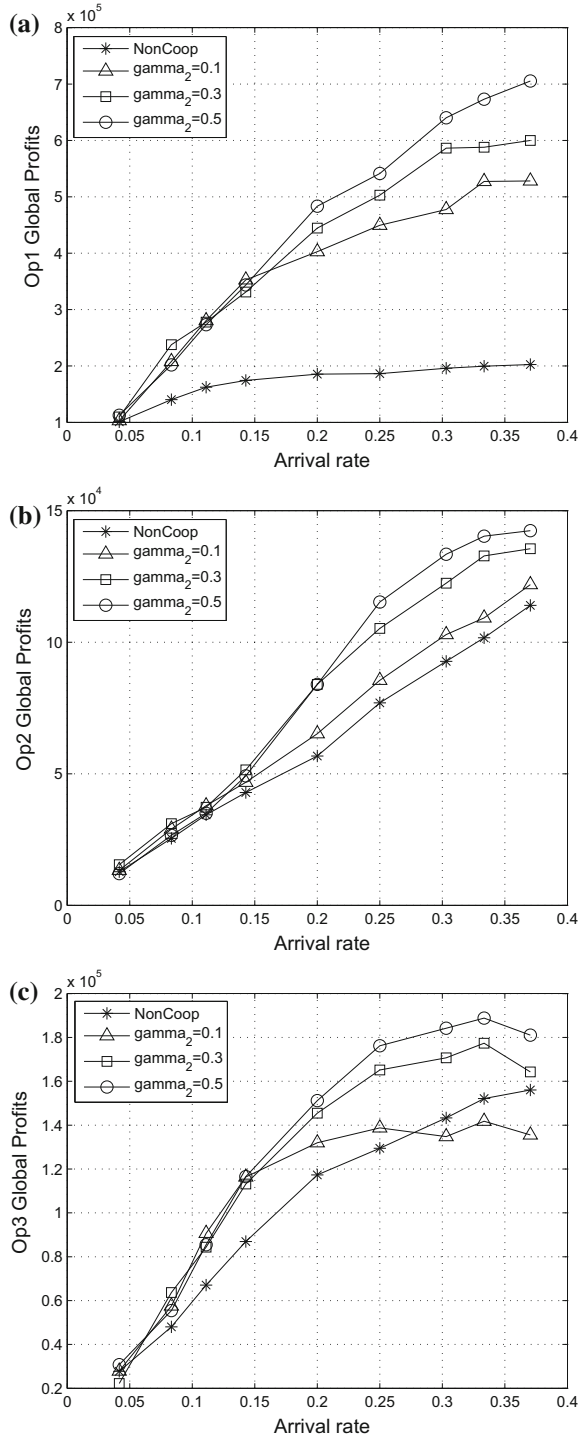 (a)
x 10^5
8
7
6
5
4
3
2
1
Op1 Global Profits
NonCoop
gamma_2=0.1
gamma_2=0.3
gamma_2=0.5
0 0.05 0.1 0.15 0.2 0.25 0.3 0.35 0.4
Arrival rate
(b)
x 10^4
15
10
5
0
Op2 Global Profits
NonCoop
gamma_2=0.1
gamma_2=0.3
gamma_2=0.5
0 0.05 0.1 0.15 0.2 0.25 0.3 0.35 0.4
Arrival rate
(c)
x 10^5
2
1.8
1.6
1.4
1.2
1
0.8
0.6
0.4
0.2
Op3 Global Profits
NonCoop
gamma_2=0.1
gamma_2=0.3
gamma_2=0.5
0 0.05 0.1 0.15 0.2 0.25 0.3 0.35 0.4
Arrival rate